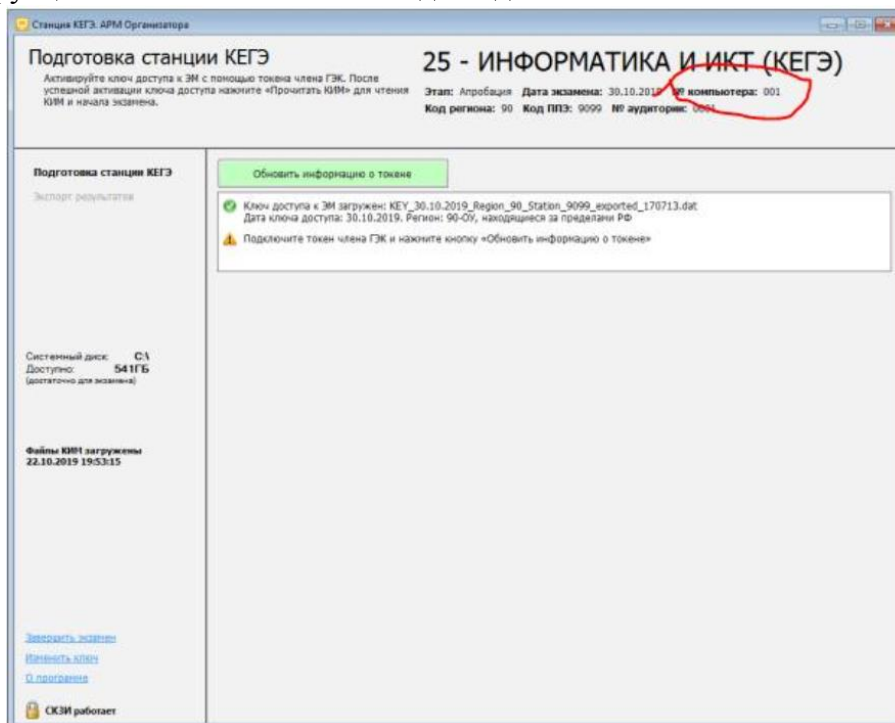 Станция КЕГЭ. АРМ Организатора
Подготовка станции КЕГЭ
Активируйте ключ доступа к ЭМ с помощью токена члена ГЭК. После
успешной активации ключа доступа нажмите «Прочитать КИМ» для чтения
КИМ и начала экзамена.
25 - ИНФОРМАТИКА И ИКТ (КЕГЭ)
Этап: Апробация Дата экзамена: 30.10.2019 № компьютера: 001
Код региона: 90 Код ППЭ: 9099 № аудитории: 0001
Подготовка станции КЕГЭ
Экспорт результатов
Обновить информацию о токене
Ключ доступа к ЭМ загружен: KEY_30.10.2019_Region_90_Station_9099_exported_170713.dat
Дата ключа доступа: 30.10.2019. Регион: 90-ОУ, находящиеся за пределами РФ
Подключите токен члена ГЭК и нажмите кнопку «Обновить информацию о токене»
Системный диск: C:\
Доступно: 541ГБ
(достаточно для экзамена)
Файлы КИМ загружены
22.10.2019 19:53:15
Завершить экзамен
Изменить ключ
О программе
СКЗИ работает